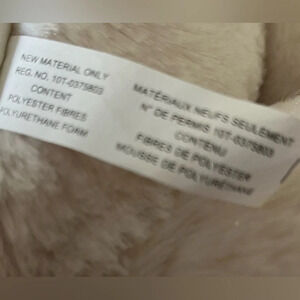 NEW MATERIAL ONLY
REG. NO. 10T-0375803
CONTENT
POLYESTER FIBRES
POLYURETHANE FOAM
MATÉRIAUX NEUFS SEULEMENT
N° DE PERMIS 10T-0375803
CONTENU
FIBRES DE POLYESTER
MOUSSE DE POLYURÉTHANE